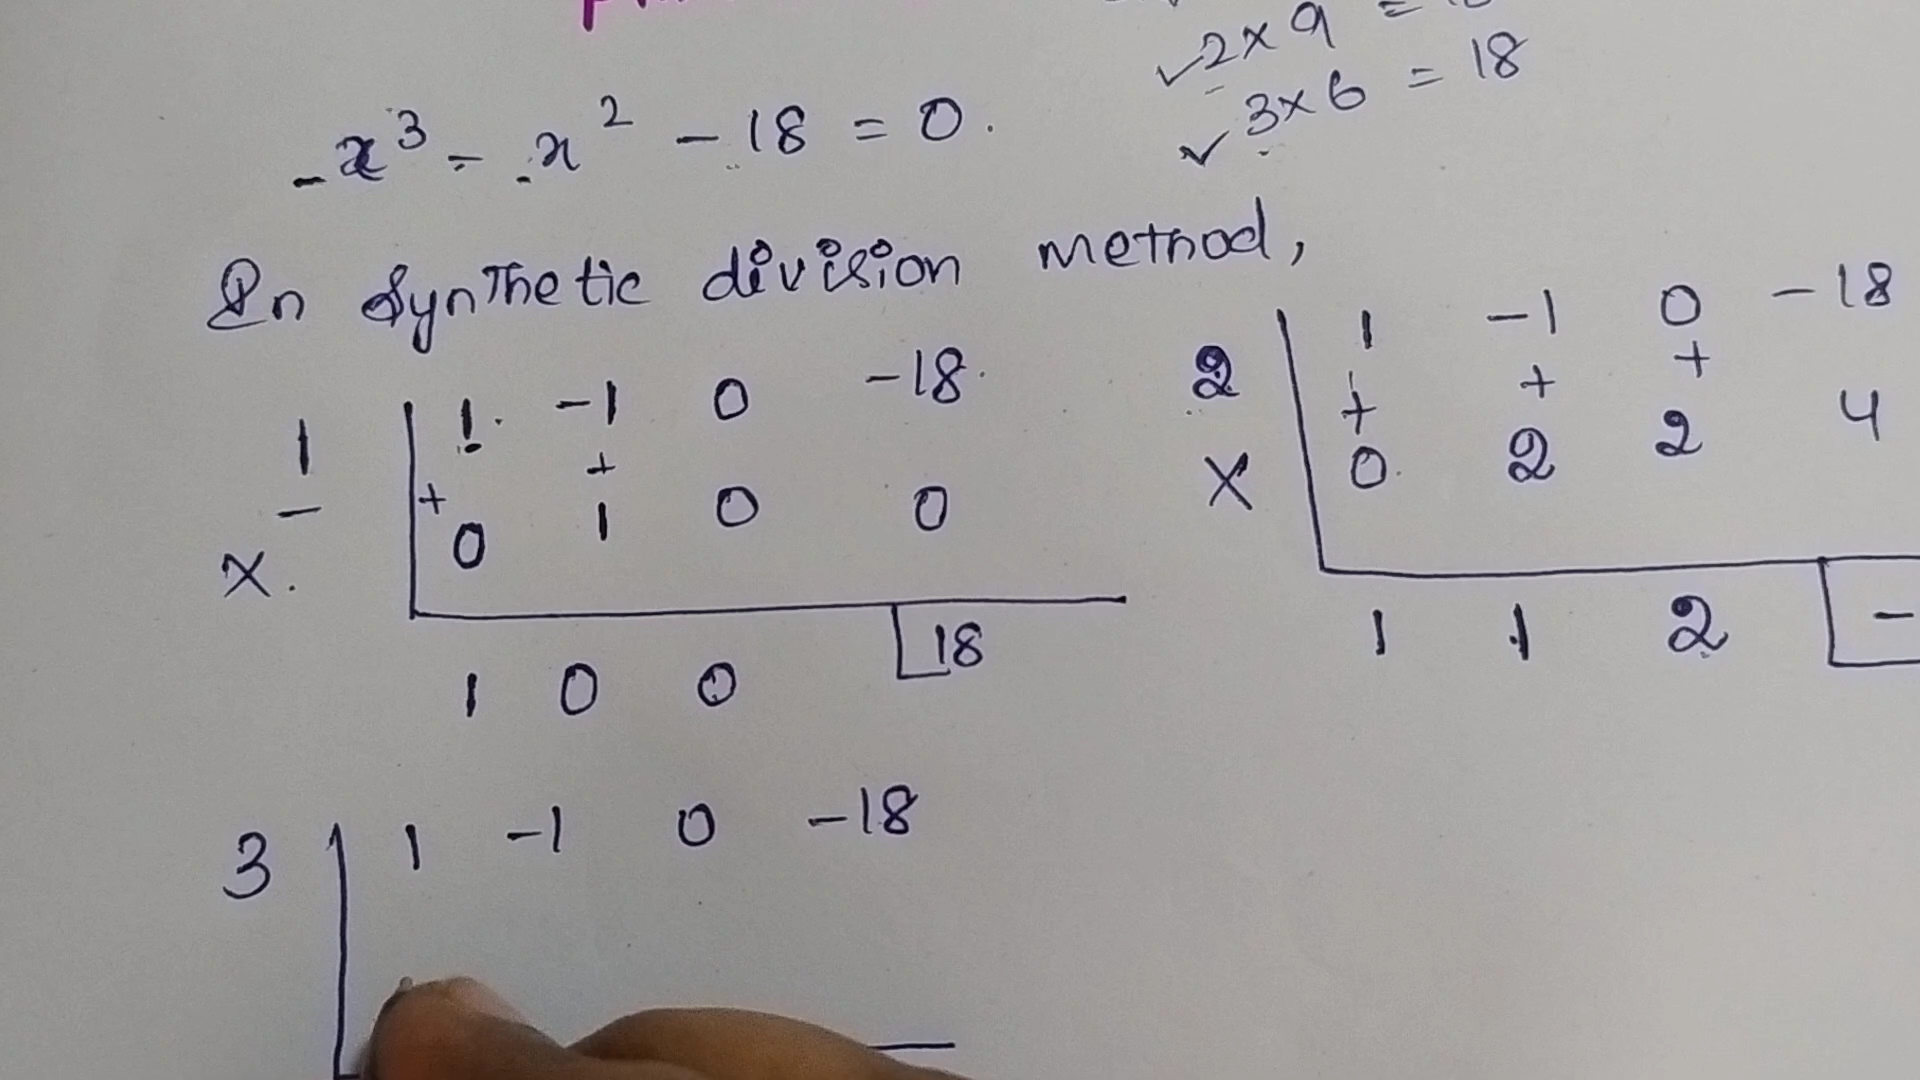 2 × 9 =
3 × 6 = 18
x³ - x² - 18 = 0.
In Synthetic division method,
1 1 -1 0 -18
+ +
0 1 0 0
X.
1 0 0 18
2 1 -1 0 -18
+ + +
X 0 2 2 4
1 1 2 -
3 1 -1 0 -18